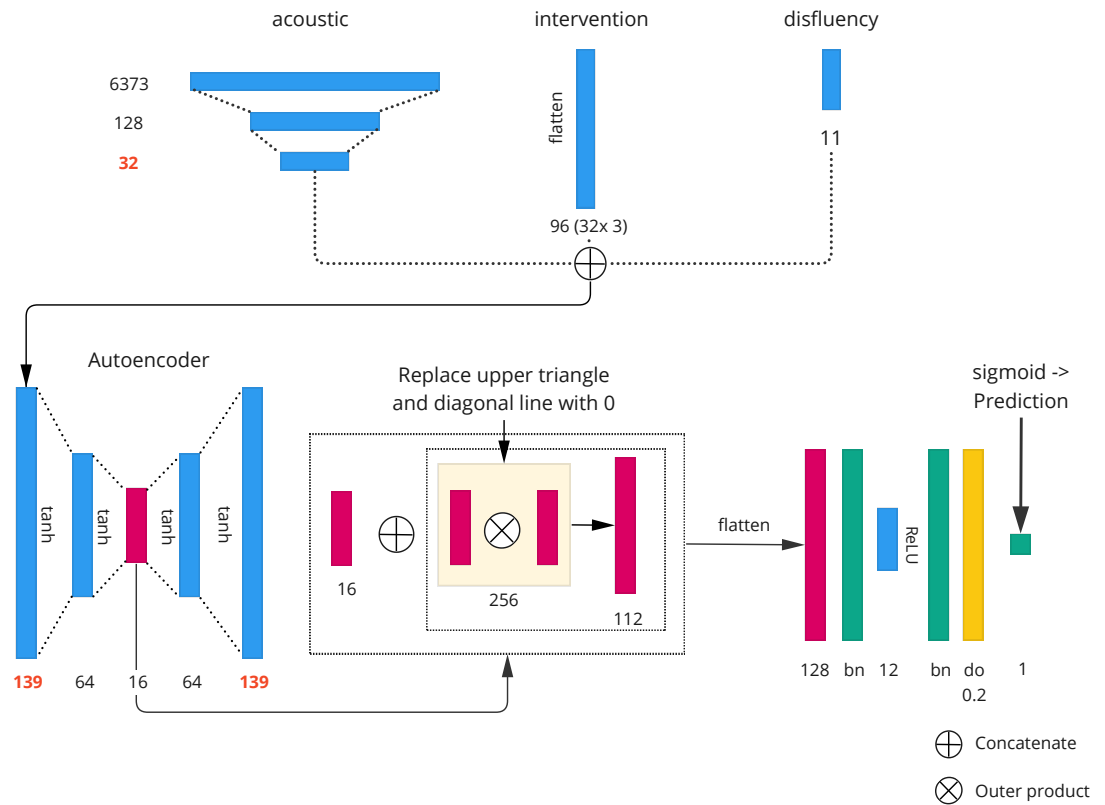 acoustic
intervention
disfluency
6373
128
32
flatten
96 (32x 3)
11
Autoencoder
tanh
tanh
tanh
tanh
139
64
16
64
139
Replace upper triangle
and diagonal line with 0
16
256
112
flatten
sigmoid ->
Prediction
ReLU
128
bn
12
bn
do
0.2
1
Concatenate
Outer product